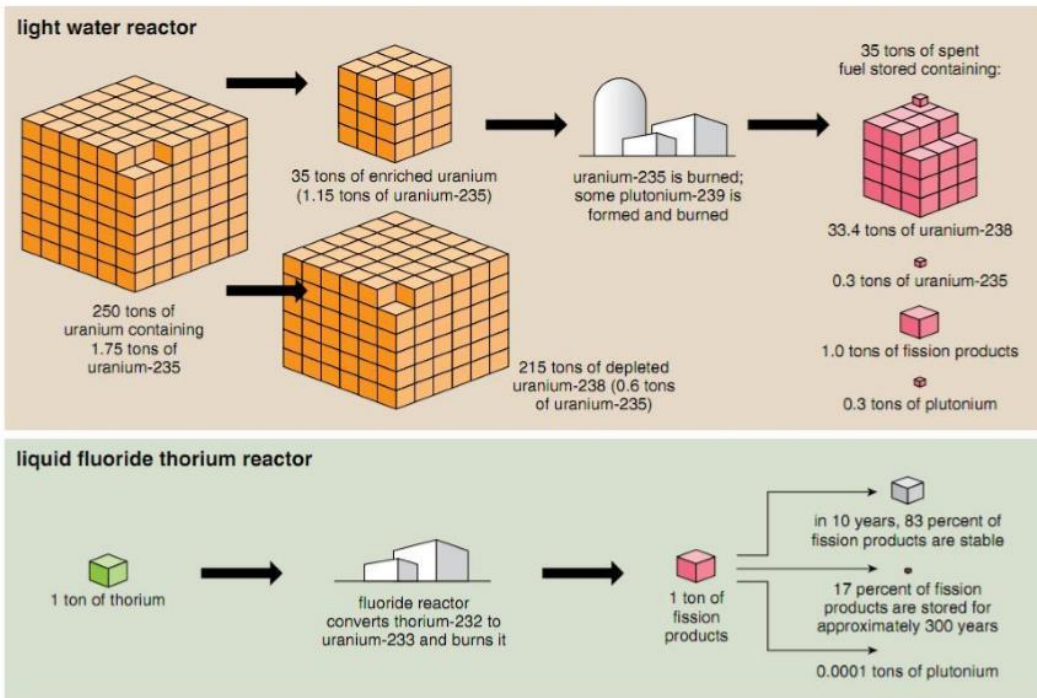 light water reactor
35 tons of enriched uranium
(1.15 tons of uranium-235)
uranium-235 is burned;
some plutonium-239 is
formed and burned
35 tons of spent
fuel stored containing:
33.4 tons of uranium-238
0.3 tons of uranium-235
1.0 tons of fission products
0.3 tons of plutonium
250 tons of
uranium containing
1.75 tons of
uranium-235
215 tons of depleted
uranium-238 (0.6 tons
of uranium-235)
liquid fluoride thorium reactor
1 ton of thorium
fluoride reactor
converts thorium-232 to
uranium-233 and burns it
1 ton of
fission
products
in 10 years, 83 percent of
fission products are stable
17 percent of fission
products are stored for
approximately 300 years
0.0001 tons of plutonium